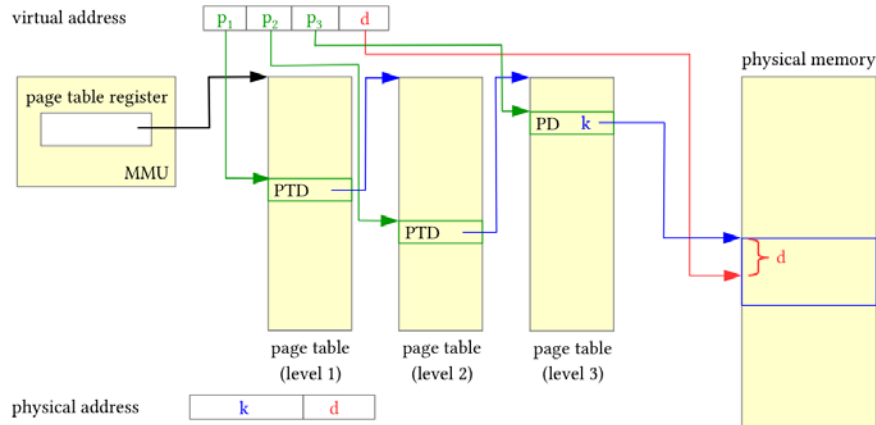 virtual address p₁ p₂ p₃ d
physical memory
page table register
MMU
PTD
PTD
PD k
d
page table
(level 1)
page table
(level 2)
page table
(level 3)
physical address k d